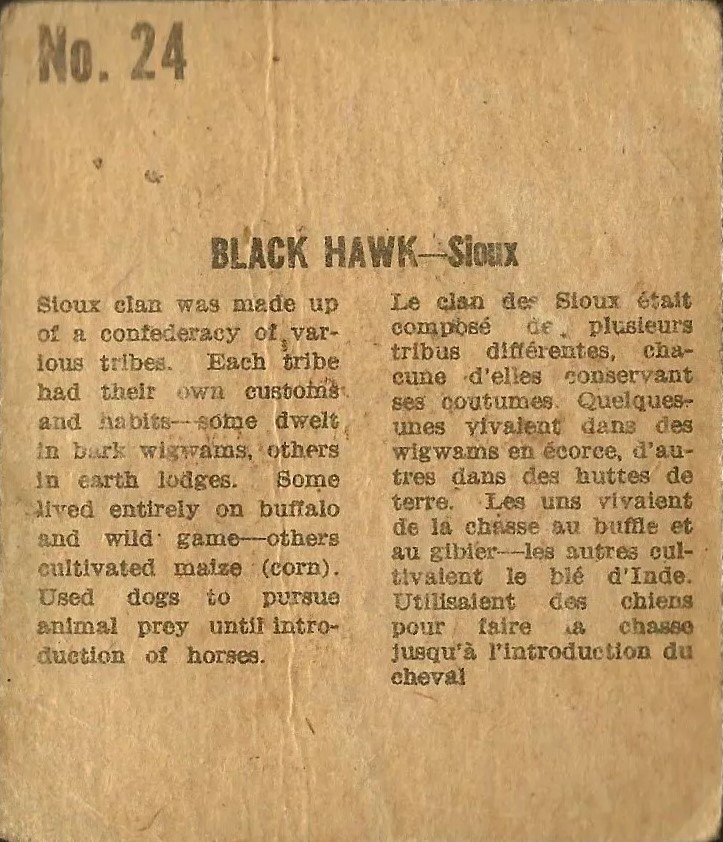 No. 24
BLACK HAWK—Sioux
Sioux clan was made up
of a confederacy of var-
ious tribes. Each tribe
had their own customs
and habits—some dwelt
in bark wigwams, others
in earth lodges. Some
lived entirely on buffalo
and wild game—others
cultivated maize (corn).
Used dogs to pursue
animal prey until intro-
duction of horses.
Le clan des Sioux était
composé de plusieurs
tribus différentes, cha-
cune d'elles conservant
ses coutumes. Quelques-
unes vivaient dans des
wigwams en écorce, d'au-
tres dans des huttes de
terre. Les uns vivaient
de la chasse au buffle et
au gibier—les autres cul-
tivaient le blé d'Inde.
Utilisaient des chiens
pour faire la chasse
jusqu'à l'introduction du
cheval